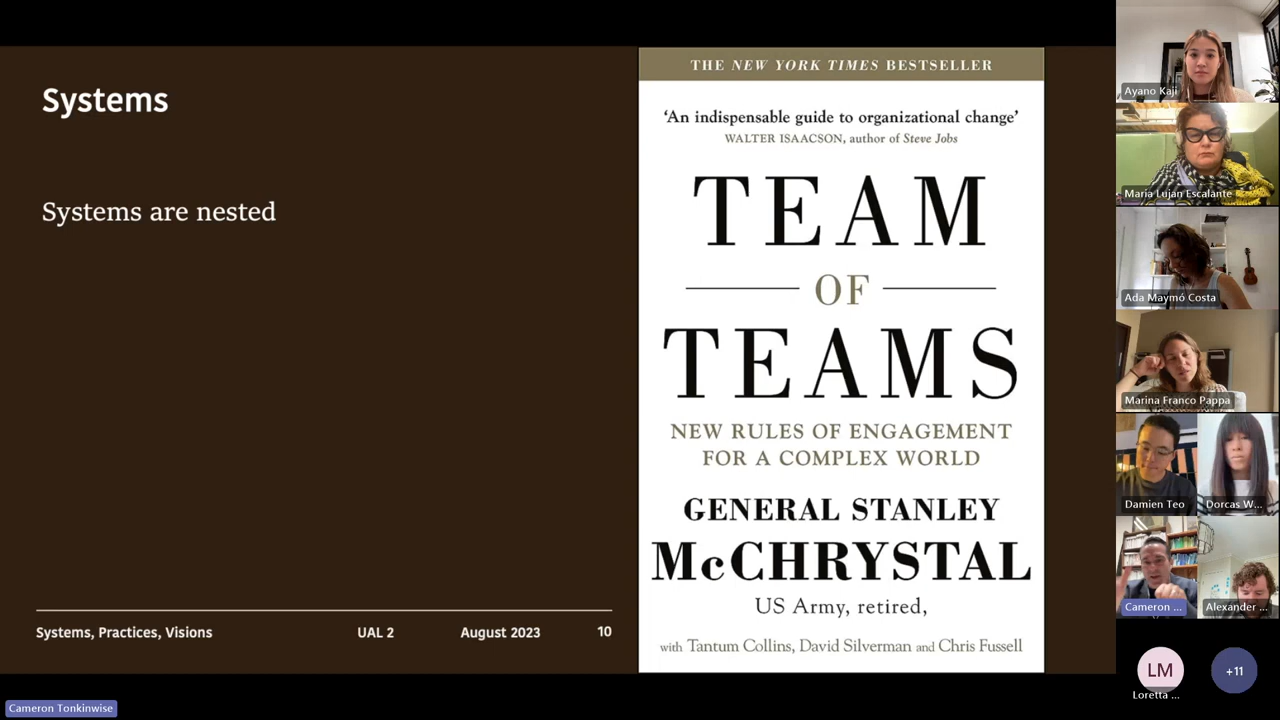 Systems
Systems are nested
Systems, Practices, Visions
UAL 2
August 2023
10
THE NEW YORK TIMES BESTSELLER
‘An indispensable guide to organizational change’
WALTER ISAACSON, author of Steve Jobs
TEAM
OF
TEAMS
NEW RULES OF ENGAGEMENT
FOR A COMPLEX WORLD
GENERAL STANLEY
McCHRYSTAL
US Army, retired,
with Tantum Collins, David Silverman and Chris Fussell
Ayano Kaji
Maria Luján Escalante
Ada Maymó Costa
Marina Franco Pappa
Damien Teo
Dorcas W...
Cameron ...
Alexander ...
LM
Loretta ...
+11
Cameron Tonkinwise